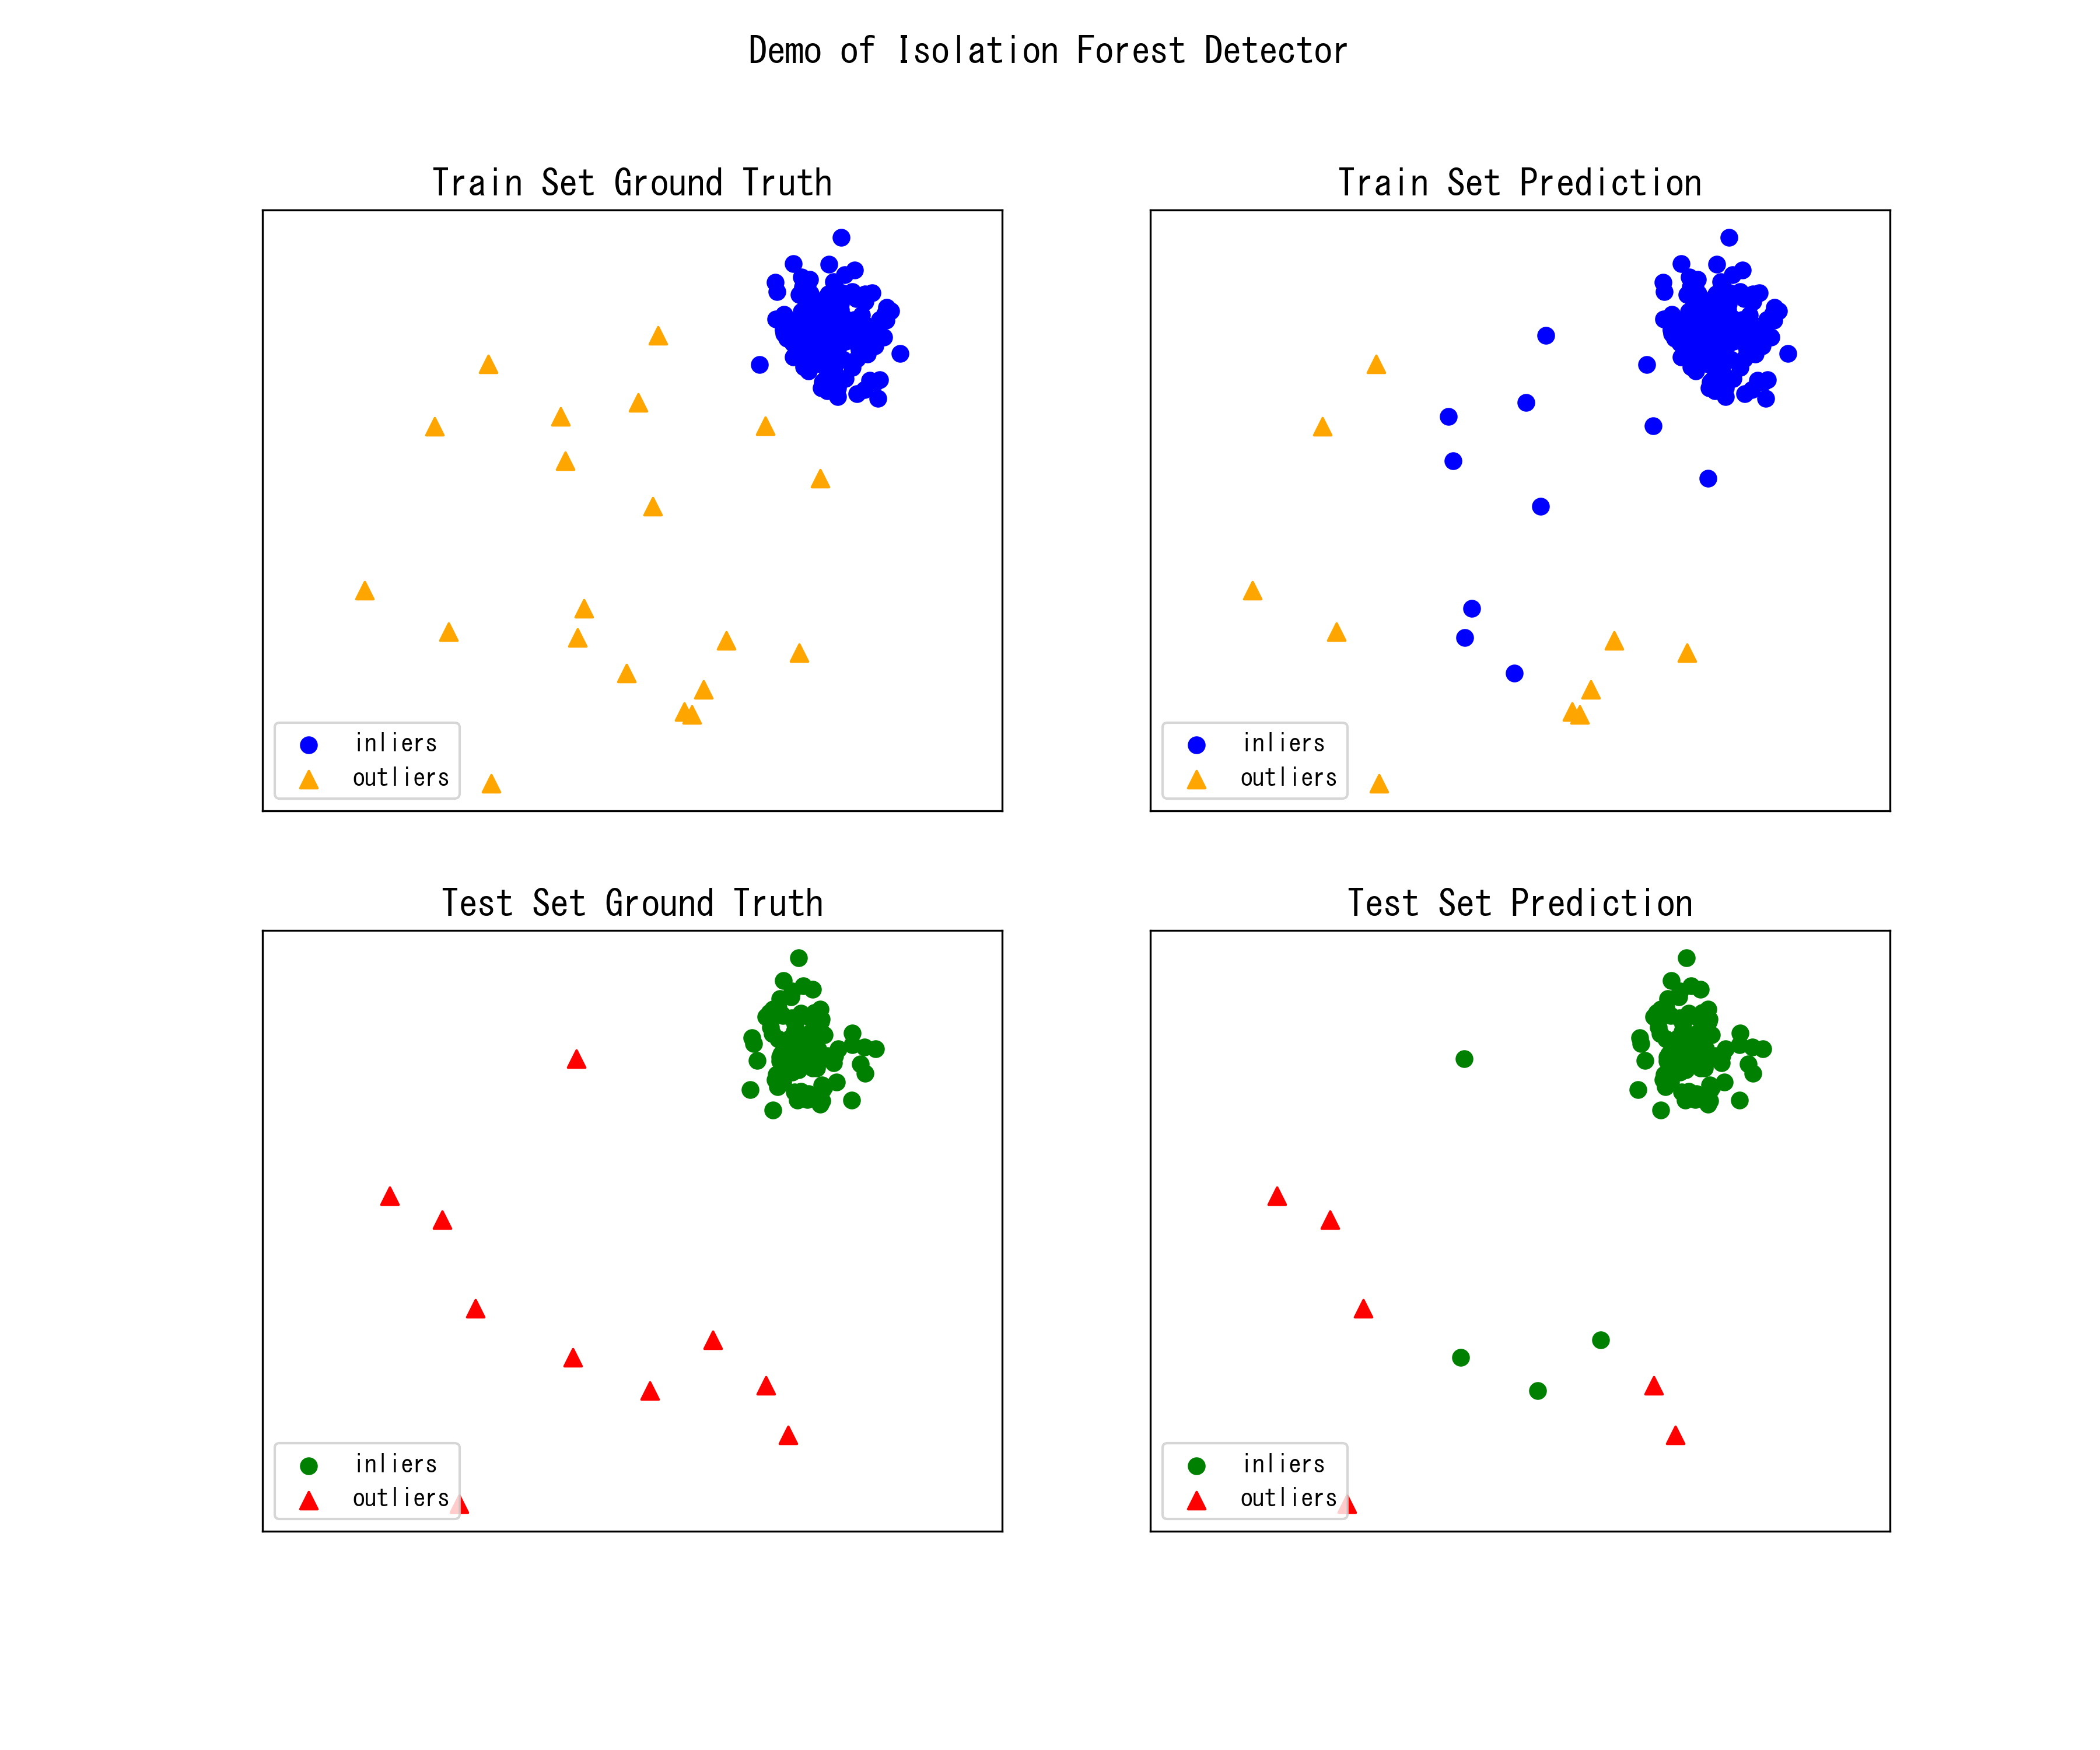 Demo of Isolation Forest Detector
Train Set Ground Truth
Train Set Prediction
inliers
outliers
inliers
outliers
Test Set Ground Truth
Test Set Prediction
inliers
outliers
inliers
outliers